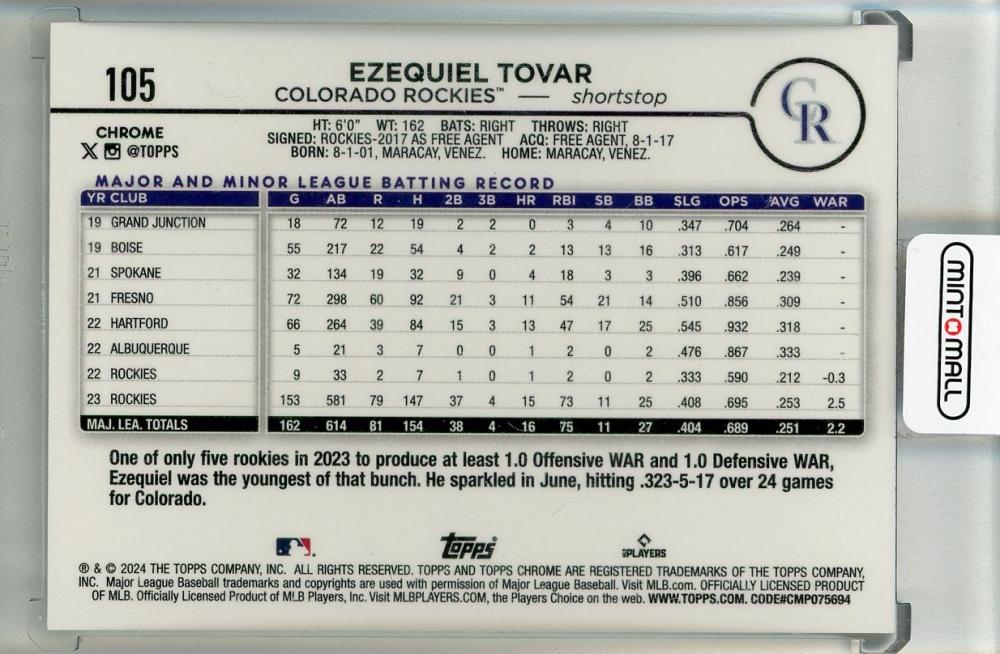 105
EZEQUIEL TOVAR
COLORADO ROCKIES™ — shortstop
CR
CHROME
X @TOPPS
HT: 6'0" WT: 162 BATS: RIGHT THROWS: RIGHT
SIGNED: ROCKIES-2017 AS FREE AGENT ACQ: FREE AGENT, 8-1-17
BORN: 8-1-01, MARACAY, VENEZ. HOME: MARACAY, VENEZ.
MAJOR AND MINOR LEAGUE BATTING RECORD
YR CLUB G AB R H 2B 3B HR RBI SB BB SLG OPS AVG WAR
19 GRAND JUNCTION 18 72 12 19 2 2 0 3 4 10 .347 .704 .264 -
19 BOISE 55 217 22 54 4 2 2 13 13 16 .313 .617 .249 -
21 SPOKANE 32 134 19 32 9 0 4 18 3 3 .396 .662 .239 -
21 FRESNO 72 298 60 92 21 3 11 54 21 14 .510 .856 .309 -
22 HARTFORD 66 264 39 84 15 3 13 47 17 25 .545 .932 .318 -
22 ALBUQUERQUE 5 21 3 7 0 0 1 2 0 2 .476 .867 .333 -
22 ROCKIES 9 33 2 7 1 0 1 2 0 2 .333 .590 .212 -0.3
23 ROCKIES 153 581 79 147 37 4 15 73 11 25 .408 .695 .253 2.5
MAJ. LEA. TOTALS 162 614 81 154 38 4 16 75 11 27 .404 .689 .251 2.2
One of only five rookies in 2023 to produce at least 1.0 Offensive WAR and 1.0 Defensive WAR,
Ezequiel was the youngest of that bunch. He sparkled in June, hitting .323-5-17 over 24 games
for Colorado.
Topps
PLAYERS
® & © 2024 THE TOPPS COMPANY, INC. ALL RIGHTS RESERVED. TOPPS AND TOPPS CHROME ARE REGISTERED TRADEMARKS OF THE TOPPS COMPANY,
INC. Major League Baseball trademarks and copyrights are used with permission of Major League Baseball. Visit MLB.com. OFFICIALLY LICENSED PRODUCT
OF MLB. Officially Licensed Product of MLB Players, Inc. Visit MLBPLAYERS.COM, the Players Choice on the web. WWW.TOPPS.COM. CODE#CMP075694
MINTOMALL